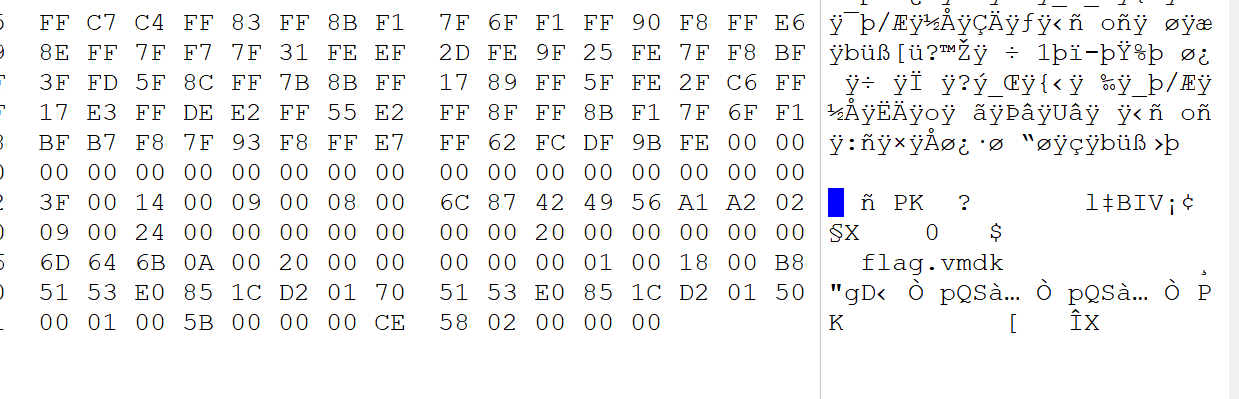 FF C7 C4 FF 83 FF 8B F1 7F 6F F1 FF 90 F8 FF E6 ÿ¯þ/Æÿ½ÅÿÇÄÿƒÿ‹ñ oñÿ øÿæ
8E FF 7F F7 7F 31 FE EF 2D FE 9F 25 FE 7F F8 BF ÿbüß[ü?™Žÿ ÷ 1þï-þŸ%þ ø¿
3F FD 5F 8C FF 7B 8B FF 17 89 FF 5F FE 2F C6 FF ÿ÷ ÿÏ ÿ?ý_Œÿ{‹ÿ ‰ÿ_þ/Æÿ
17 E3 FF DE E2 FF 55 E2 FF 8F FF 8B F1 7F 6F F1 ½ÅÿËÄÿoÿ ãÿÞâÿUâÿ ÿ‹ñ oñ
BF B7 F8 7F 93 F8 FF E7 FF 62 FC DF 9B FE 00 00 ÿ:ñÿ×ÿÅø¿·ø “øÿçÿbüß›þ
00 00 00 00 00 00 00 00 00 00 00 00 00 00 00 00
3F 00 14 00 09 00 08 00 6C 87 42 49 56 A1 A2 02 ñ PK ? l‡BIV¡¢
09 00 24 00 00 00 00 00 00 00 20 00 00 00 00 00 §X 0 $
6D 64 6B 0A 00 20 00 00 00 00 00 01 00 18 00 B8 flag.vmdk ¸
51 53 E0 85 1C D2 01 70 51 53 E0 85 1C D2 01 50 "gD‹ Ò pQSà… Ò pQSà… Ò P
00 01 00 5B 00 00 00 CE 58 02 00 00 00 K [ ÎX